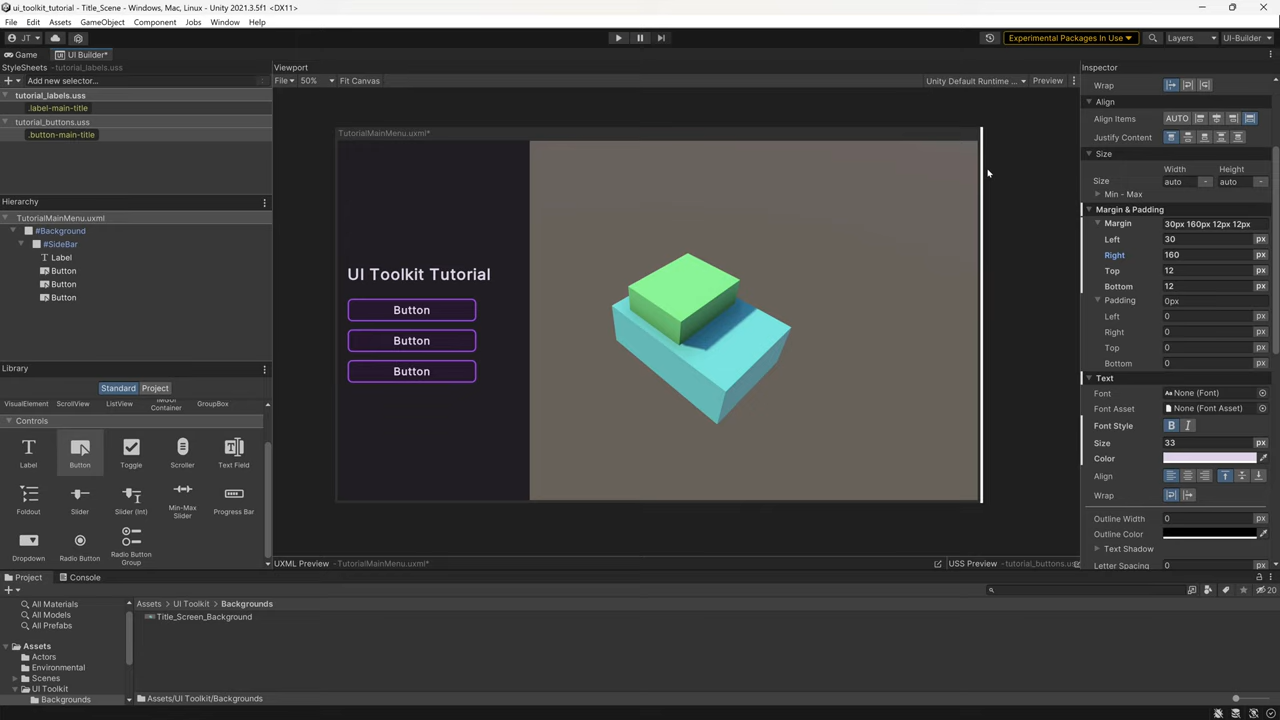 ui_toolkit_tutorial - Title_Scene - Windows, Mac, Linux - Unity 2021.3.5f1 <DX11>
File Edit Assets GameObject Component Jobs Window Help
JT Experimental Packages In Use Layers UI-Builder
Game UI Builder*
StyleSheets - tutorial_labels.uss
Add new selector...
tutorial_labels.uss
.label-main-title
tutorial_buttons.uss
.button-main-title
Hierarchy
TutorialMainMenu.uxml*
#Background
#SideBar
Label
Button
Button
Button
Library
Standard Project
VisualElement ScrollView ListView IMGUI Container GroupBox
Controls
Label Button Toggle Scroller Text Field
Foldout Slider Slider (Int) Min-Max Slider Progress Bar
Dropdown Radio Button Radio Button Group
Viewport
File 50% Fit Canvas Unity Default Runtime ... Preview
TutorialMainMenu.uxml*
UI Toolkit Tutorial
Button
Button
Button
UXML Preview - TutorialMainMenu.uxml* USS Preview - tutorial_buttons.us
Inspector
Wrap
Align
Align Items AUTO
Justify Content
Size
Width Height
Size auto - auto -
Min - Max
Margin & Padding
Margin 30px 160px 12px 12px
Left 30 px
Right 160 px
Top 12 px
Bottom 12 px
Padding 0px
Left 0 px
Right 0 px
Top 0 px
Bottom 0 px
Text
Font None (Font)
Font Asset None (Font Asset)
Font Style B I
Size 33 px
Color
Align
Wrap
Outline Width 0 px
Outline Color
Text Shadow
Letter Spacing 0 px
Project Console
All Materials
All Models
All Prefabs
Assets
Actors
Environmental
Scenes
UI Toolkit
Backgrounds
Assets > UI Toolkit > Backgrounds
Title_Screen_Background
20
Assets/UI Toolkit/Backgrounds